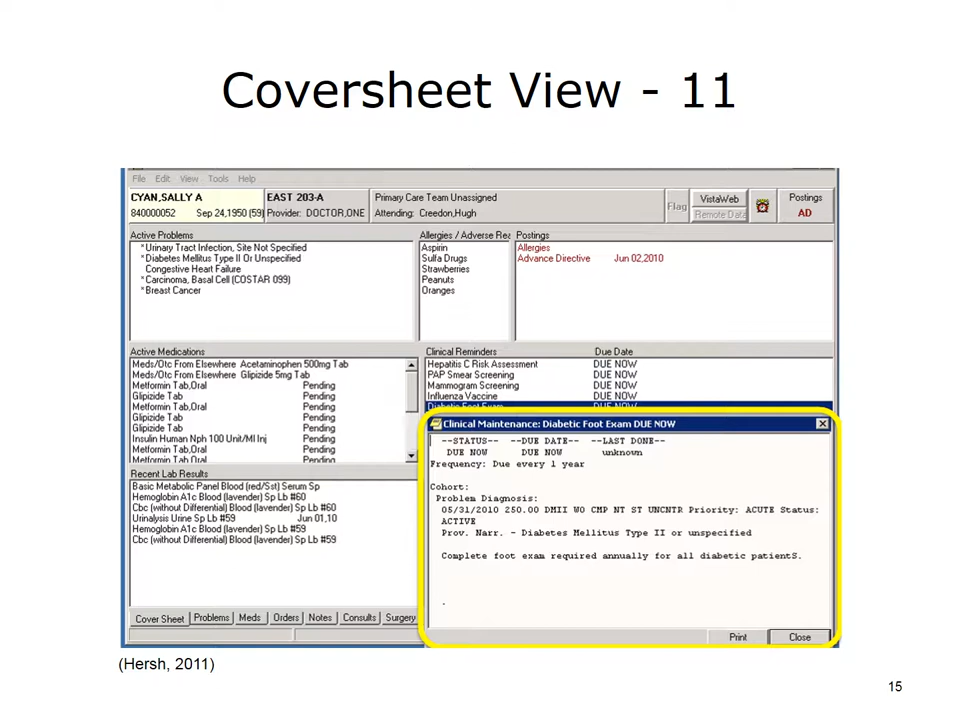 Coversheet View - 11
File Edit View Tools Help
CYAN,SALLY A
840000052 Sep 24,1950 (59)
EAST 203-A
Provider: DOCTOR,ONE
Primary Care Team Unassigned
Attending: Creedon,Hugh
Flag
VistaWeb
Remote Data
Postings
AD
Active Problems
*Urinary Tract Infection, Site Not Specified
*Diabetes Mellitus Type II Or Unspecified
Congestive Heart Failure
*Carcinoma, Basal Cell (COSTAR 099)
*Breast Cancer
Allergies / Adverse Rea
Aspirin
Sulfa Drugs
Strawberries
Peanuts
Oranges
Postings
Allergies
Advance Directive Jun 02,2010
Active Medications
Meds/Otc From Elsewhere Acetaminophen 500mg Tab
Meds/Otc From Elsewhere Glipizide 5mg Tab
Metformin Tab,Oral Pending
Glipizide Tab Pending
Metformin Tab,Oral Pending
Glipizide Tab Pending
Glipizide Tab Pending
Insulin Human Nph 100 Unit/Ml Inj Pending
Metformin Tab,Oral Pending
Metformin Tab,Oral Pending
Clinical Reminders Due Date
Hepatitis C Risk Assessment DUE NOW
PAP Smear Screening DUE NOW
Mammogram Screening DUE NOW
Influenza Vaccine DUE NOW
Diabetic Foot Exam DUE NOW
Clinical Maintenance: Diabetic Foot Exam DUE NOW
--STATUS-- --DUE DATE-- --LAST DONE--
DUE NOW DUE NOW unknown
Frequency: Due every 1 year
Cohort:
Problem Diagnosis:
05/31/2010 250.00 DMII WO CMP NT ST UNCNTR Priority: ACUTE Status:
ACTIVE
Prov. Narr. - Diabetes Mellitus Type II or unspecified
Complete foot exam required annually for all diabetic patientS.
.
Print Close
Recent Lab Results
Basic Metabolic Panel Blood (red/Sst) Serum Sp
Hemoglobin A1c Blood (lavender) Sp Lb #60
Cbc (without Differential) Blood (lavender) Sp Lb #60
Urinalysis Urine Sp Lb #59 Jun 01,10
Hemoglobin A1c Blood (lavender) Sp Lb #59
Cbc (without Differential) Blood (lavender) Sp Lb #59
Cover Sheet Problems Meds Orders Notes Consults Surgery
(Hersh, 2011)
15